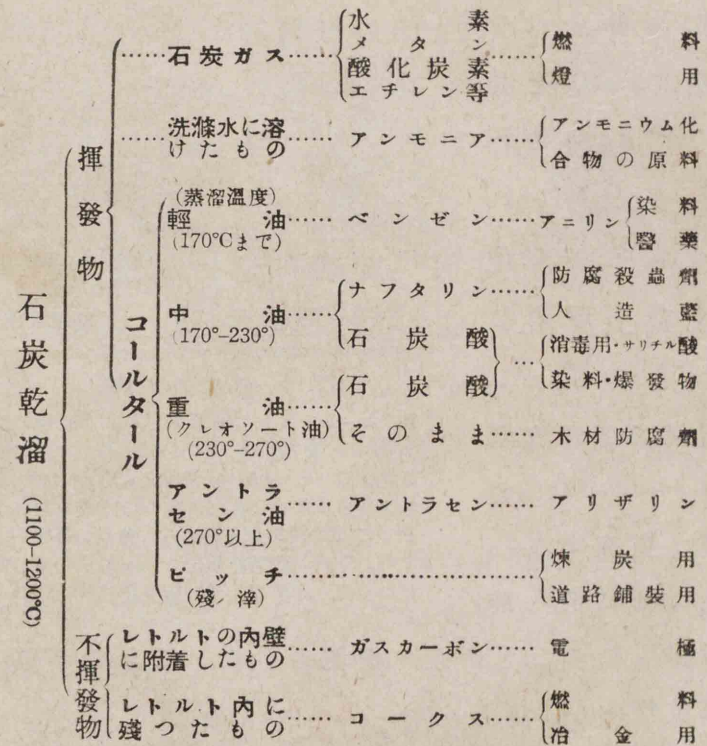 石炭乾溜
(1100-1200°C)
揮發物
石炭ガス……水素……燃料
メタン
酸化炭素
エチレン等
燈用
洗滌水に溶
けたもの……アンモニア……アンモニウム化
合物の原料
コールタール
(蒸溜溫度)
輕油……ベンゼン……アニリン
(170°Cまで)
染料
醫藥
中油……ナフタリン……防腐殺蟲劑
(170°–230°)
人造藍
石炭酸
石炭酸
……消毒用・サリチル酸
染料・爆發物
重油……
(クレオソート油)
(230°–270°)
そのまま……木材防腐劑
アントラ
セン油……アントラセン……アリザリン
(270°以上)
ピッチ……煉炭用
(殘滓)
道路鋪裝用
不揮發物
レトルトの內壁
に附着したもの……ガスカーボン……電極
レトルト內に
殘つたもの……コークス……燃料
冶金用